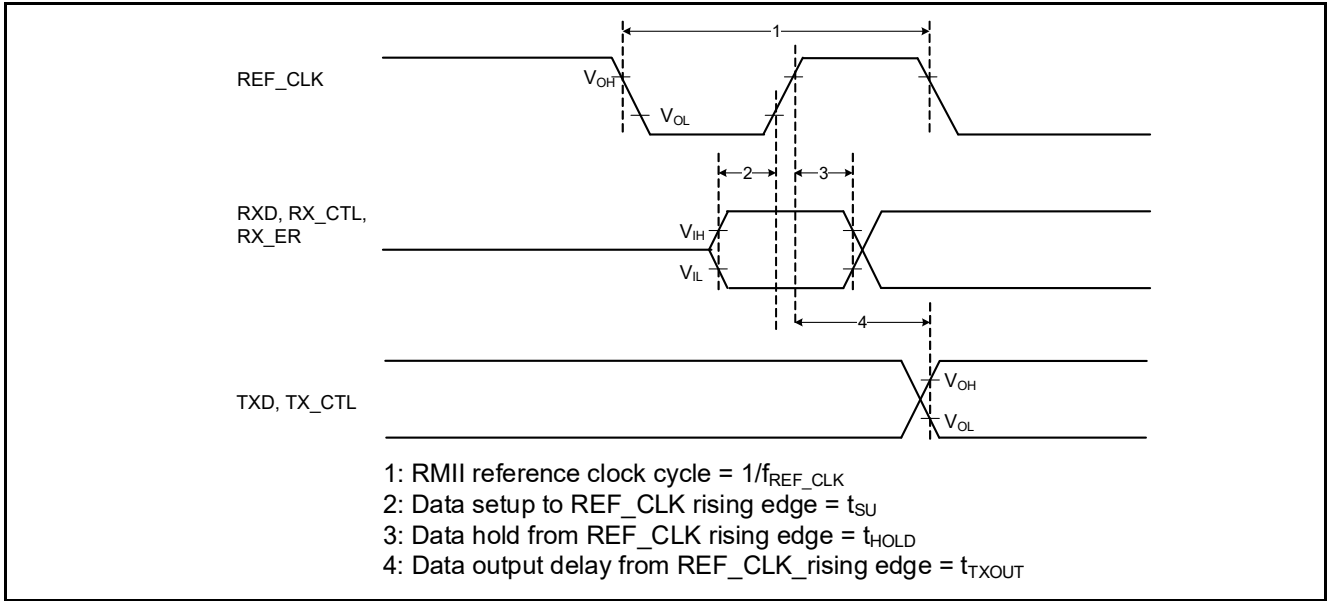 1
REF_CLK
VOH
VOL
2
3
RXD, RX_CTL,
RX_ER
VIH
VIL
4
TXD, TX_CTL
VOH
VOL
1: RMII reference clock cycle = 1/fREF_CLK
2: Data setup to REF_CLK rising edge = tSU
3: Data hold from REF_CLK rising edge = tHOLD
4: Data output delay from REF_CLK_rising edge = tTXOUT